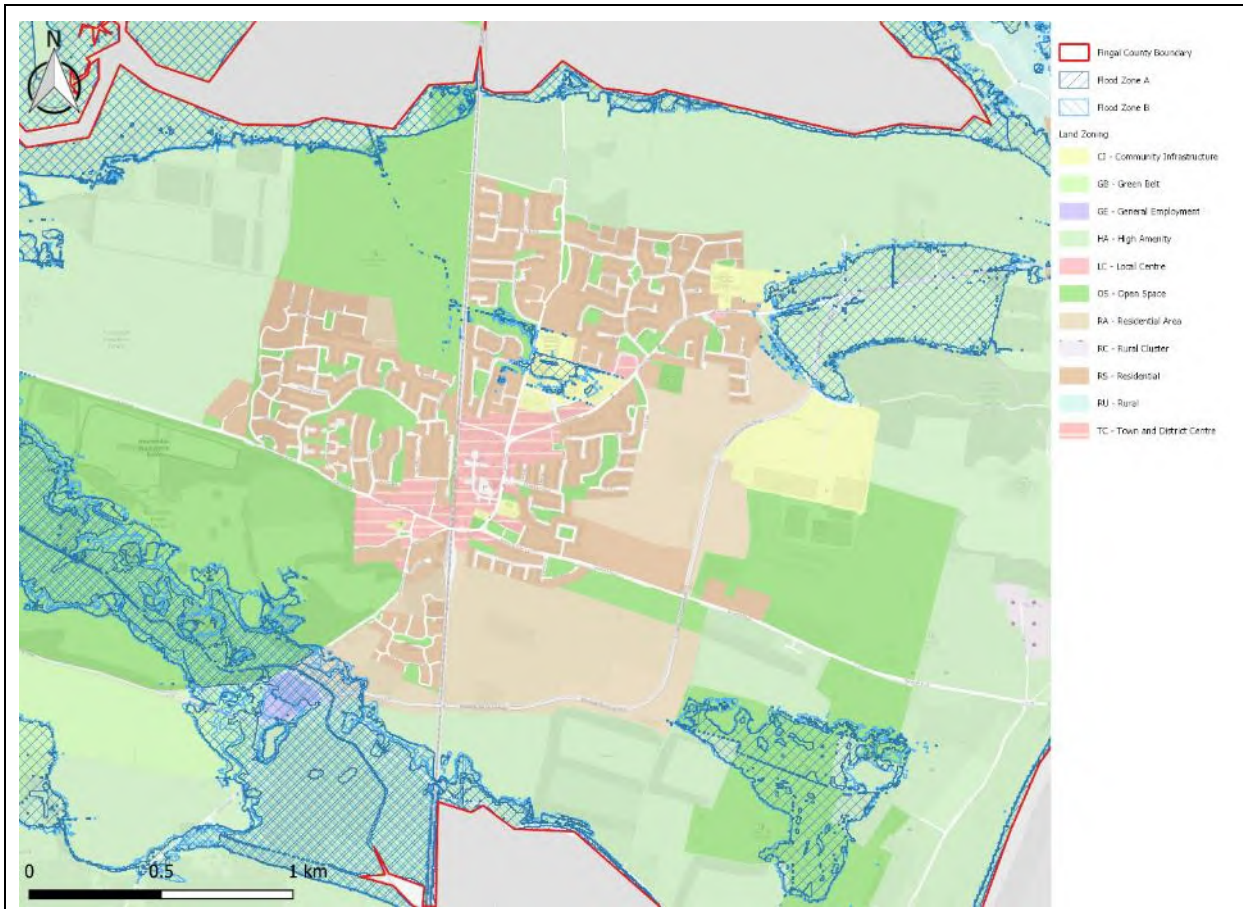 N
Fingal County Boundary
Flood Zone A
Flood Zone B
Land Zoning
CI - Community Infrastructure
GB - Green Belt
GE - General Employment
HA - High Amenity
LC - Local Centre
OS - Open Space
RA - Residential Area
RC - Rural Cluster
RS - Residential
RU - Rural
TC - Town and District Centre
0 0.5 1 km